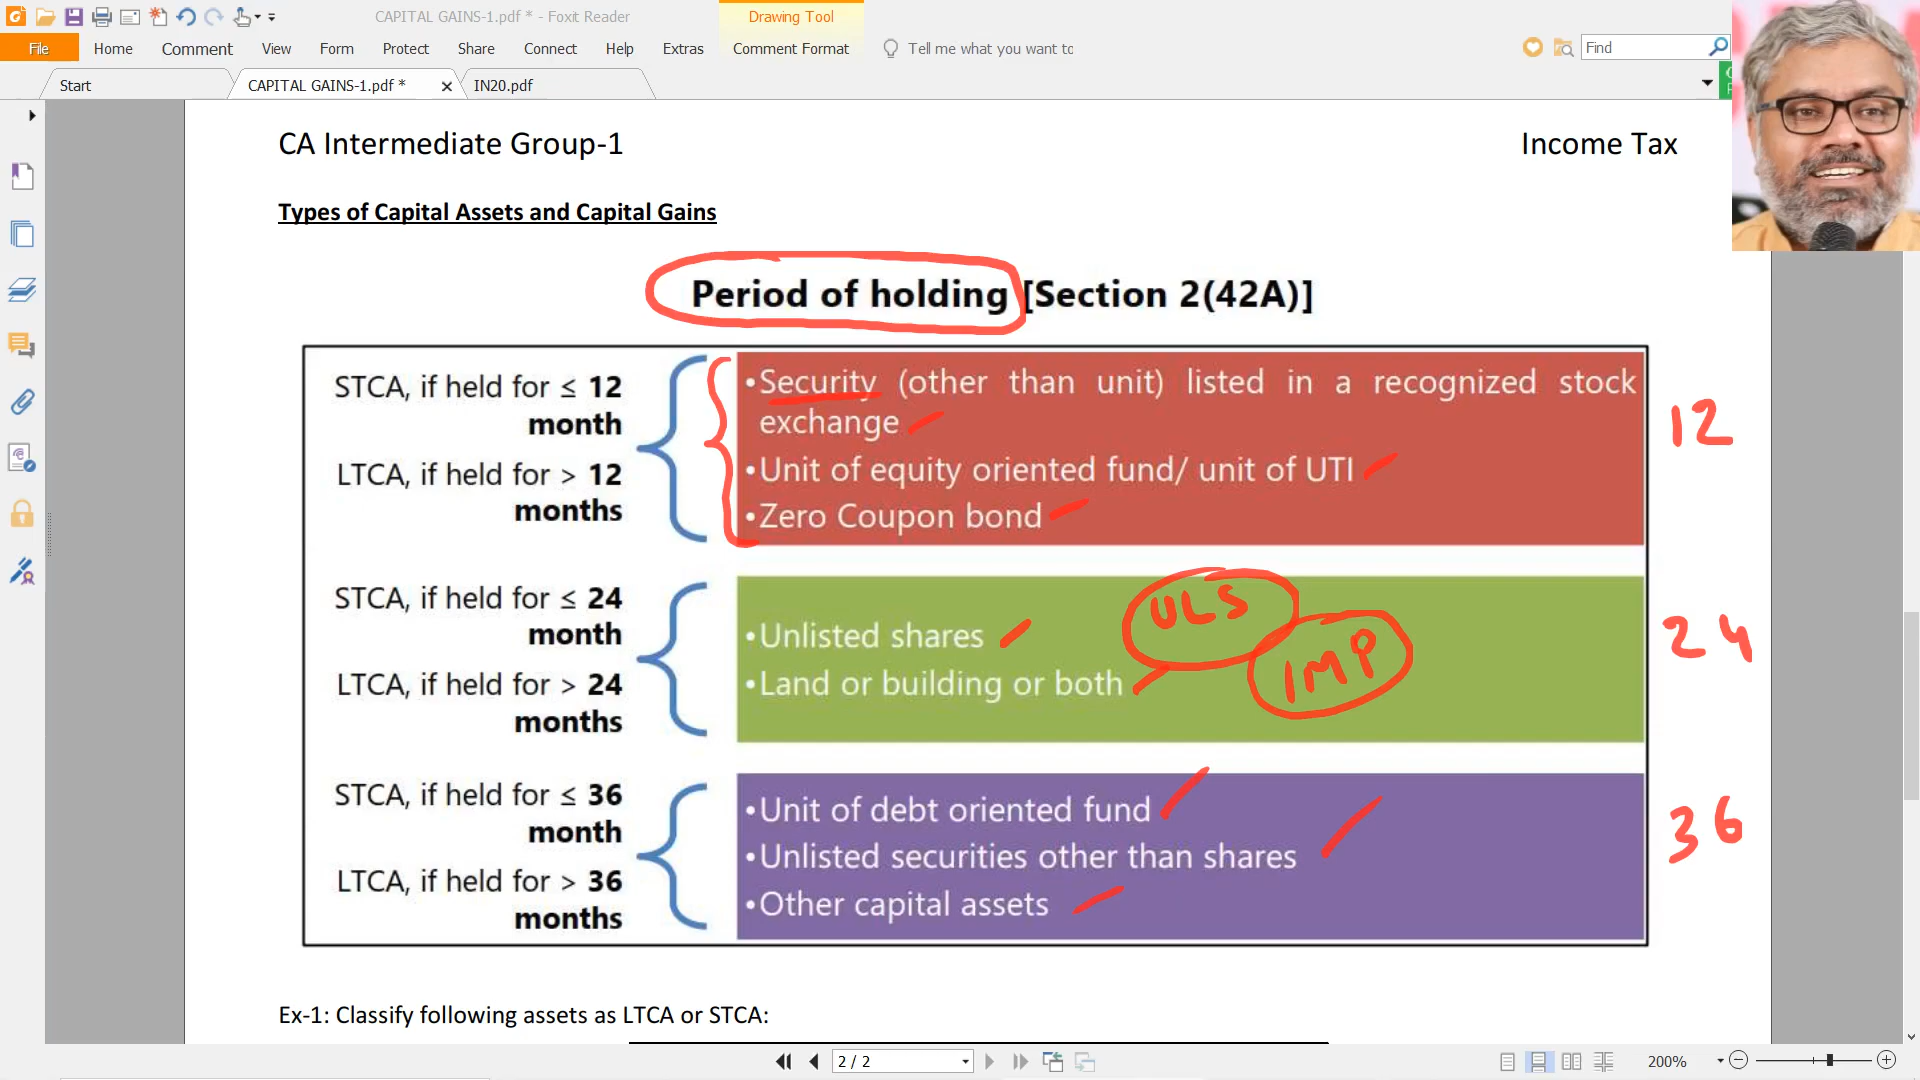 CAPITAL GAINS-1.pdf * - Foxit Reader
Drawing Tool
File
Home
Comment
View
Form
Protect
Share
Connect
Help
Extras
Comment Format
Tell me what you want to
Find
Start
CAPITAL GAINS-1.pdf *
IN20.pdf
CA Intermediate Group-1
Income Tax
Types of Capital Assets and Capital Gains
Period of holding [Section 2(42A)]
STCA, if held for ≤ 12
month
LTCA, if held for > 12
months
•Security (other than unit) listed in a recognized stock
exchange
•Unit of equity oriented fund/ unit of UTI
•Zero Coupon bond
12
STCA, if held for ≤ 24
month
LTCA, if held for > 24
months
•Unlisted shares
•Land or building or both
ULS
IMP
24
STCA, if held for ≤ 36
month
LTCA, if held for > 36
months
•Unit of debt oriented fund
•Unlisted securities other than shares
•Other capital assets
36
Ex-1: Classify following assets as LTCA or STCA:
2 / 2
200%